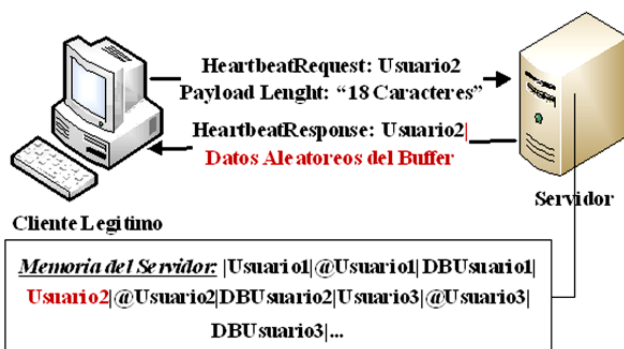 HeartbeatRequest: Usuario2
Payload Lenght: “18 Caracteres”
HeartbeatResponse: Usuario2|
Datos Aleatoreos del Buffer
Servidor
Cliente Legitimo
Memoria del Servidor: |Usuario1|@Usuario1|DBUsuario1|
Usuario2|@Usuario2|DBUsuario2|Usuario3|@Usuario3|
DBUsuario3|...